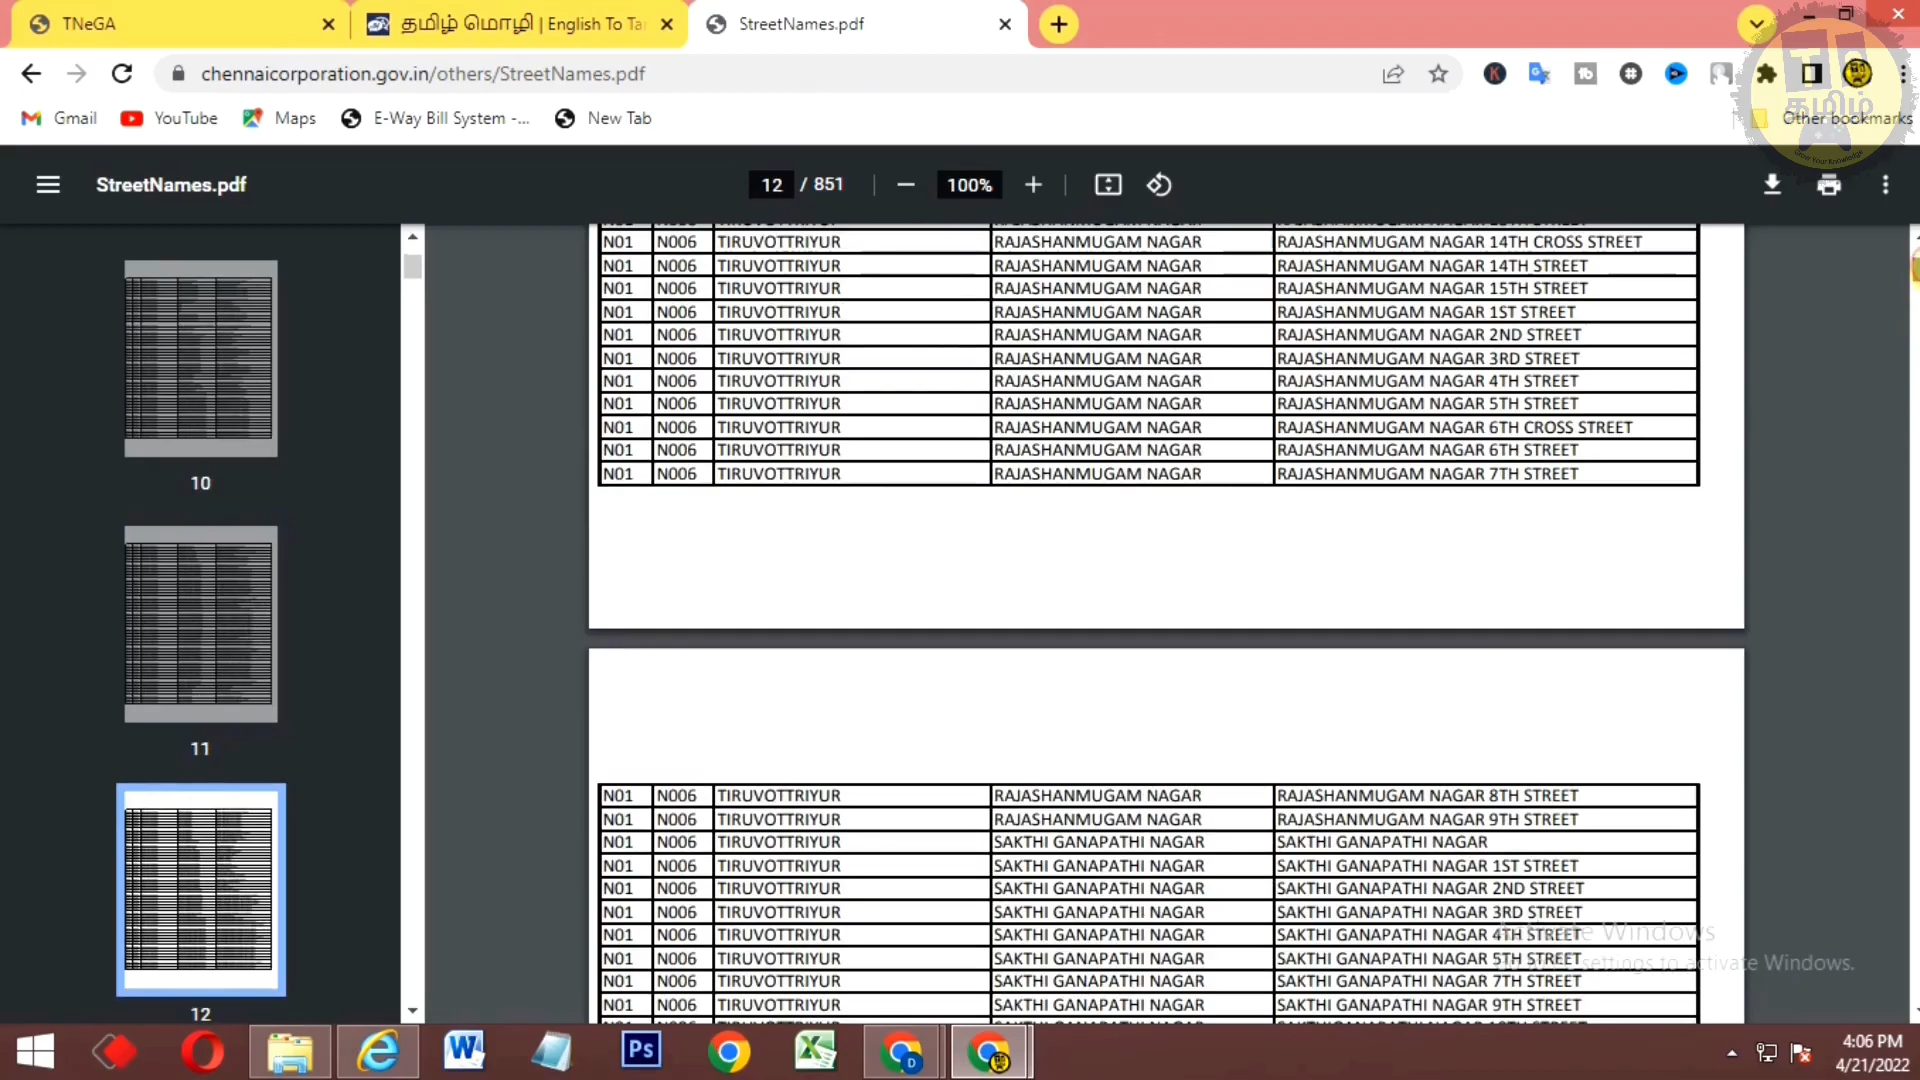 TNeGA
தமிழ் மொழி | English To Ta
StreetNames.pdf
chennaicorporation.gov.in/others/StreetNames.pdf
Gmail
YouTube
Maps
E-Way Bill System -...
New Tab
Other bookmarks
தமிழ்
Grow Your Knowledge
StreetNames.pdf
12 / 851
100%
N01 N006 TIRUVOTTRIYUR RAJASHANMUGAM NAGAR RAJASHANMUGAM NAGAR 14TH CROSS STREET
N01 N006 TIRUVOTTRIYUR RAJASHANMUGAM NAGAR RAJASHANMUGAM NAGAR 14TH STREET
N01 N006 TIRUVOTTRIYUR RAJASHANMUGAM NAGAR RAJASHANMUGAM NAGAR 15TH STREET
N01 N006 TIRUVOTTRIYUR RAJASHANMUGAM NAGAR RAJASHANMUGAM NAGAR 1ST STREET
N01 N006 TIRUVOTTRIYUR RAJASHANMUGAM NAGAR RAJASHANMUGAM NAGAR 2ND STREET
N01 N006 TIRUVOTTRIYUR RAJASHANMUGAM NAGAR RAJASHANMUGAM NAGAR 3RD STREET
N01 N006 TIRUVOTTRIYUR RAJASHANMUGAM NAGAR RAJASHANMUGAM NAGAR 4TH STREET
N01 N006 TIRUVOTTRIYUR RAJASHANMUGAM NAGAR RAJASHANMUGAM NAGAR 5TH STREET
N01 N006 TIRUVOTTRIYUR RAJASHANMUGAM NAGAR RAJASHANMUGAM NAGAR 6TH CROSS STREET
N01 N006 TIRUVOTTRIYUR RAJASHANMUGAM NAGAR RAJASHANMUGAM NAGAR 6TH STREET
N01 N006 TIRUVOTTRIYUR RAJASHANMUGAM NAGAR RAJASHANMUGAM NAGAR 7TH STREET
10
11
12
N01 N006 TIRUVOTTRIYUR RAJASHANMUGAM NAGAR RAJASHANMUGAM NAGAR 8TH STREET
N01 N006 TIRUVOTTRIYUR RAJASHANMUGAM NAGAR RAJASHANMUGAM NAGAR 9TH STREET
N01 N006 TIRUVOTTRIYUR SAKTHI GANAPATHI NAGAR SAKTHI GANAPATHI NAGAR
N01 N006 TIRUVOTTRIYUR SAKTHI GANAPATHI NAGAR SAKTHI GANAPATHI NAGAR 1ST STREET
N01 N006 TIRUVOTTRIYUR SAKTHI GANAPATHI NAGAR SAKTHI GANAPATHI NAGAR 2ND STREET
N01 N006 TIRUVOTTRIYUR SAKTHI GANAPATHI NAGAR SAKTHI GANAPATHI NAGAR 3RD STREET
N01 N006 TIRUVOTTRIYUR SAKTHI GANAPATHI NAGAR SAKTHI GANAPATHI NAGAR 4TH STREET
N01 N006 TIRUVOTTRIYUR SAKTHI GANAPATHI NAGAR SAKTHI GANAPATHI NAGAR 5TH STREET
N01 N006 TIRUVOTTRIYUR SAKTHI GANAPATHI NAGAR SAKTHI GANAPATHI NAGAR 7TH STREET
N01 N006 TIRUVOTTRIYUR SAKTHI GANAPATHI NAGAR SAKTHI GANAPATHI NAGAR 9TH STREET
Windows
settings to activate Windows.
Ps
4:06 PM
4/21/2022